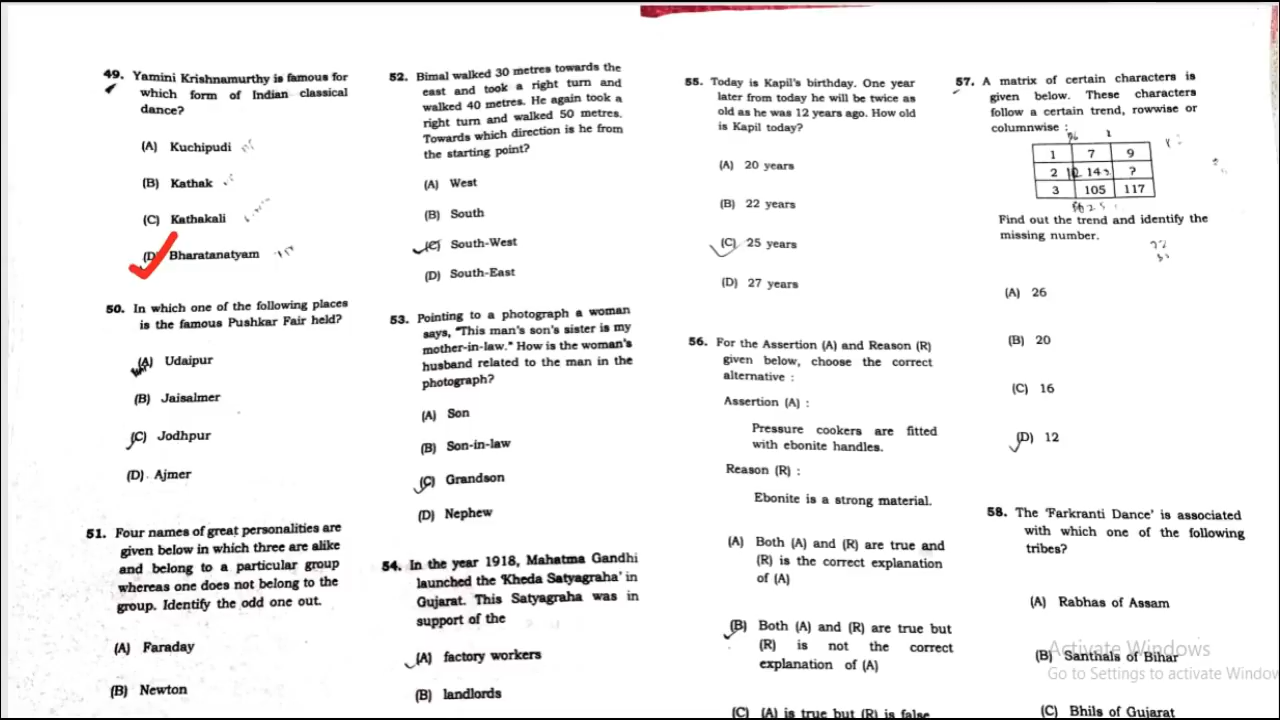 49. Yamini Krishnamurthy is famous for
which form of Indian classical
dance?
(A) Kuchipudi
(B) Kathak
(C) Kathakali
(D) Bharatanatyam
50. In which one of the following places
is the famous Pushkar Fair held?
(A) Udaipur
(B) Jaisalmer
(C) Jodhpur
(D) Ajmer
51. Four names of great personalities are
given below in which three are alike
and belong to a particular group
whereas one does not belong to the
group. Identify the odd one out.
(A) Faraday
(B) Newton
52. Bimal walked 30 metres towards the
east and took a right turn and
walked 40 metres. He again took a
right turn and walked 50 metres.
Towards which direction is he from
the starting point?
(A) West
(B) South
(C) South-West
(D) South-East
53. Pointing to a photograph a woman
says, "This man's son's sister is my
mother-in-law." How is the woman's
husband related to the man in the
photograph?
(A) Son
(B) Son-in-law
(C) Grandson
(D) Nephew
54. In the year 1918, Mahatma Gandhi
launched the 'Kheda Satyagraha' in
Gujarat. This Satyagraha was in
support of the
(A) factory workers
(B) landlords
55. Today is Kapil's birthday. One year
later from today he will be twice as
old as he was 12 years ago. How old
is Kapil today?
(A) 20 years
(B) 22 years
(C) 25 years
(D) 27 years
56. For the Assertion (A) and Reason (R)
given below, choose the correct
alternative :
Assertion (A) :
Pressure cookers are fitted
with ebonite handles.
Reason (R) :
Ebonite is a strong material.
(A) Both (A) and (R) are true and
(R) is the correct explanation
of (A)
(B) Both (A) and (R) are true but
(R) is not the correct
explanation of (A)
(C) (A) is true but (R) is false
57. A matrix of certain characters is
given below. These characters
follow a certain trend, rowwise or
columnwise :
1 7 9
2 14 ?
3 105 117
Find out the trend and identify the
missing number.
(A) 26
(B) 20
(C) 16
(D) 12
58. The 'Farkranti Dance' is associated
with which one of the following
tribes?
(A) Rabhas of Assam
(B) Santhals of Bihar
(C) Bhils of Gujarat
Activate Windows
Go to Settings to activate Window